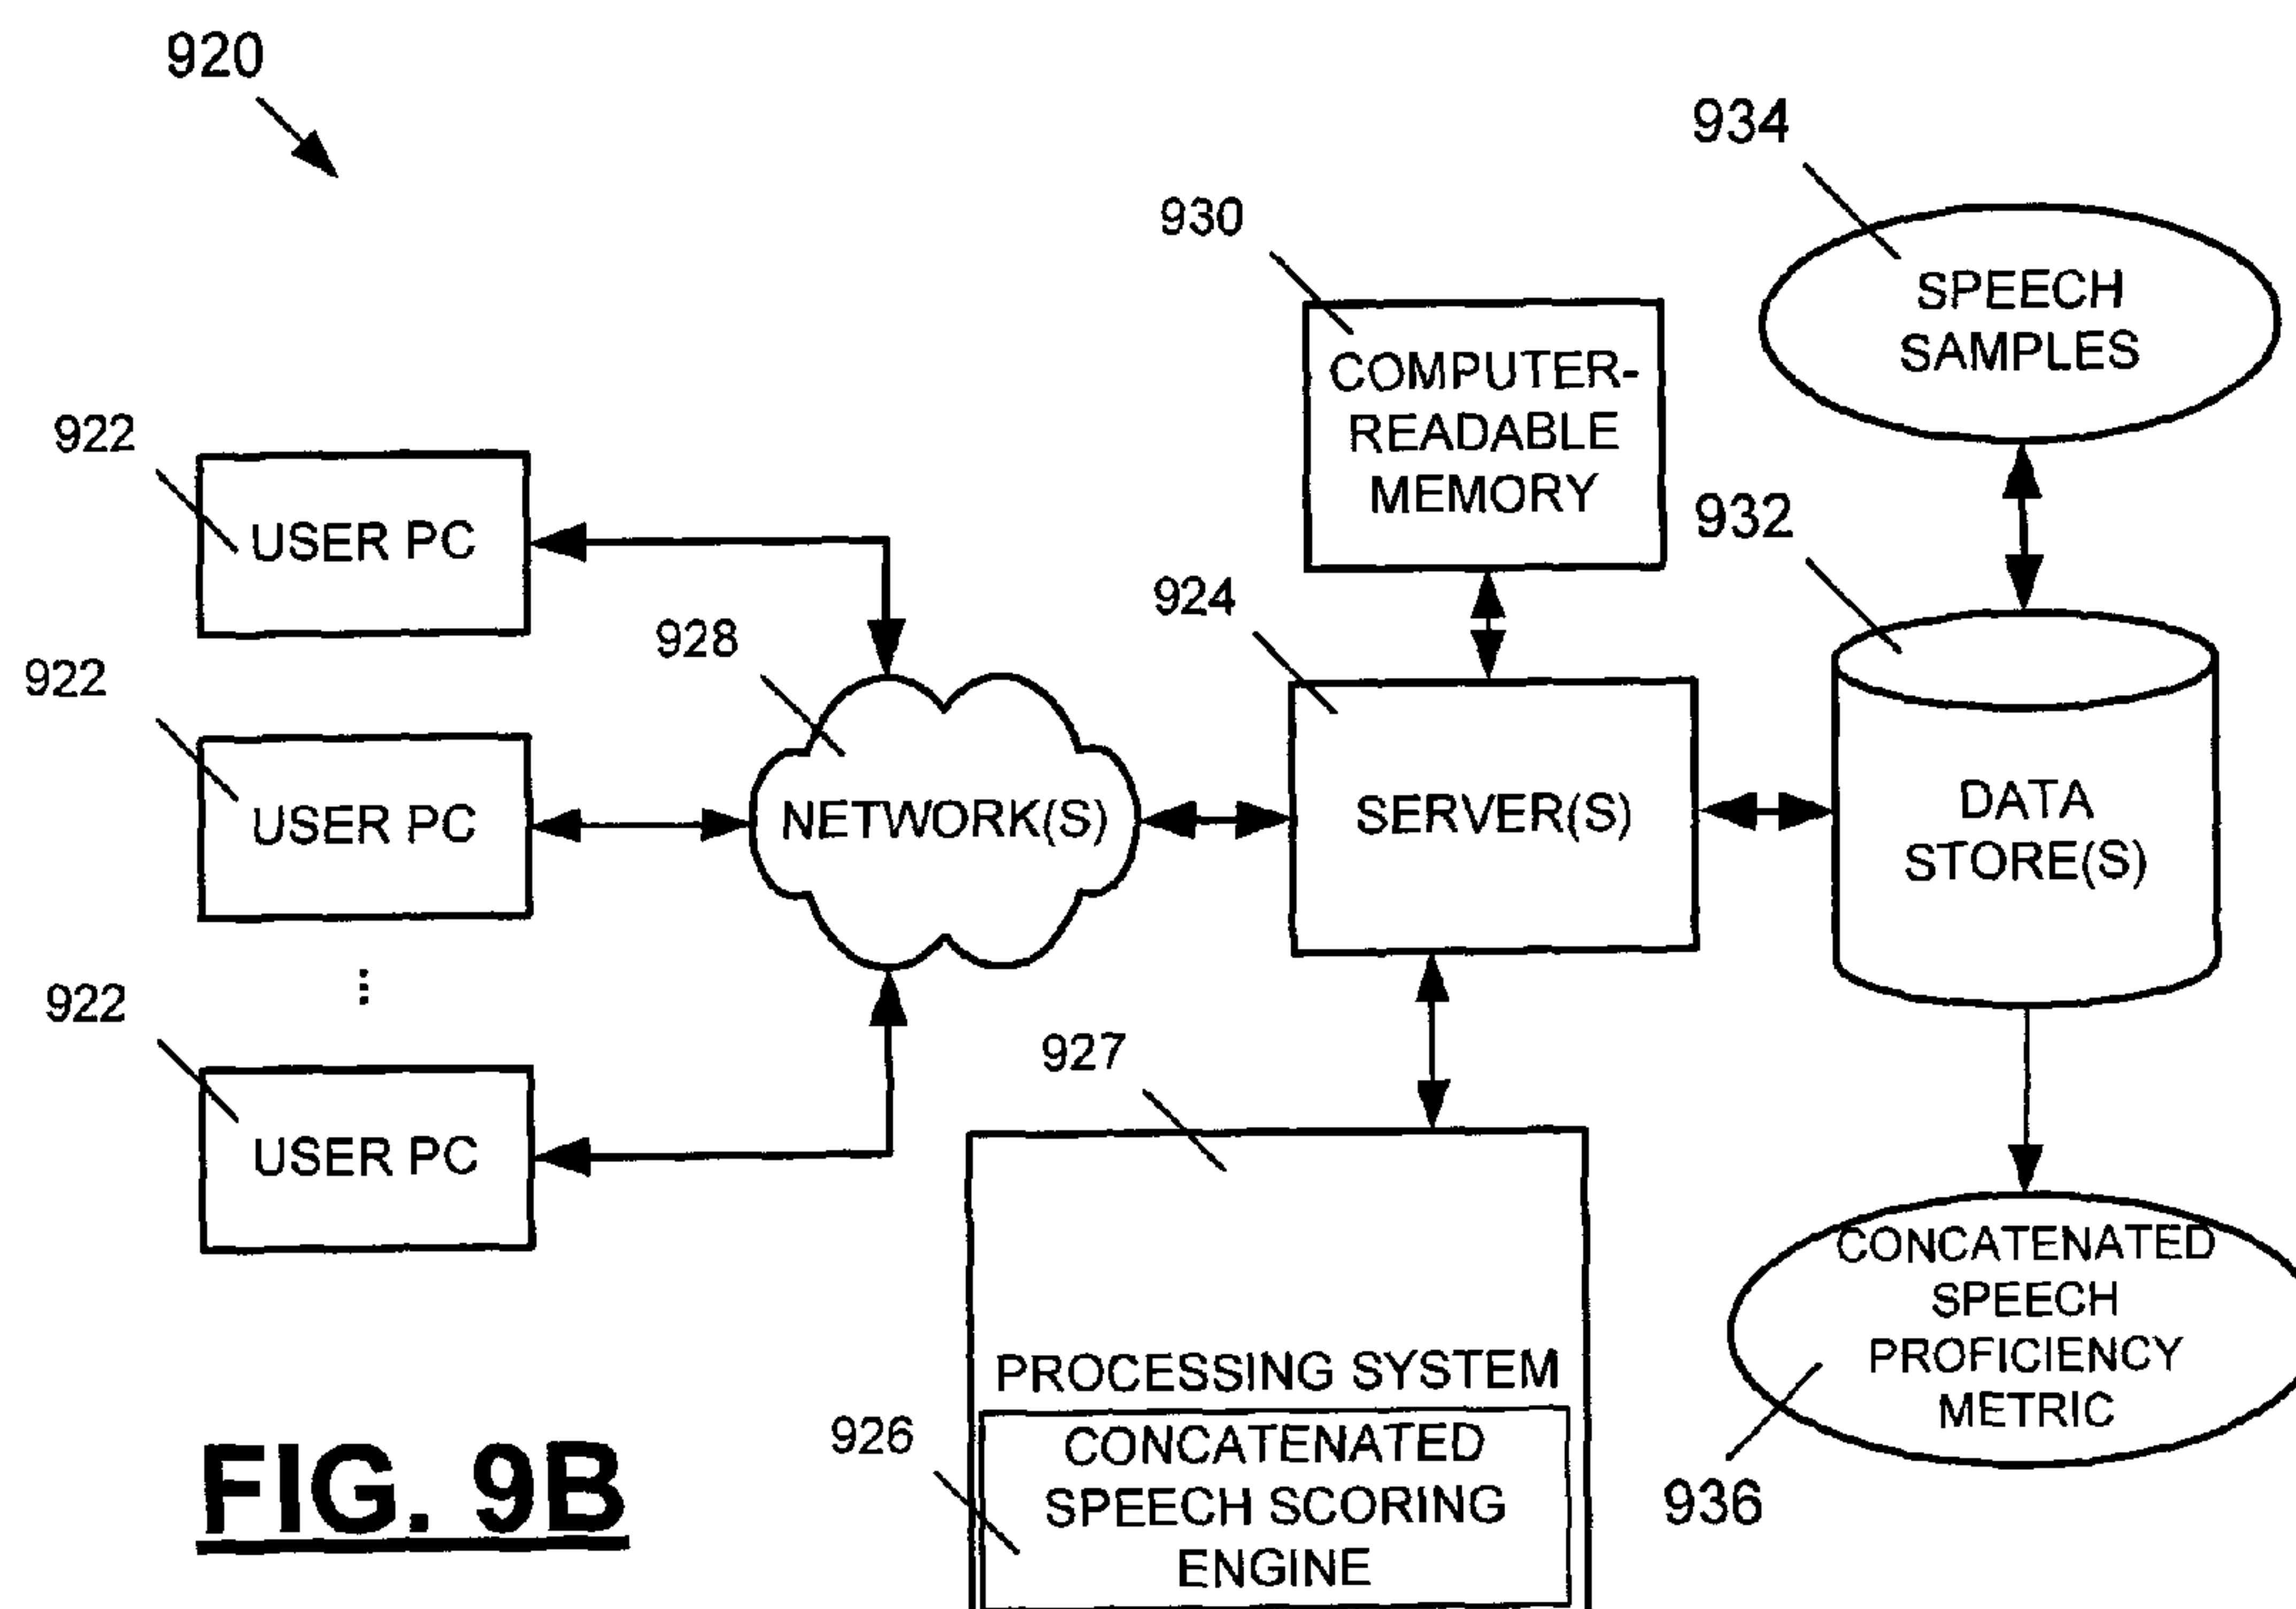 920
934
930
SPEECH
SAMPLES
COMPUTER-
READABLE
MEMORY
922
USER PC
932
924
928
922
USER PC
NETWORK(S)
SERVER(S)
DATA
STORE(S)
922
⋮
927
USER PC
CONCATENATED
SPEECH
PROFICIENCY
METRIC
PROCESSING SYSTEM
926
CONCATENATED
SPEECH SCORING
ENGINE
936
FIG. 9B